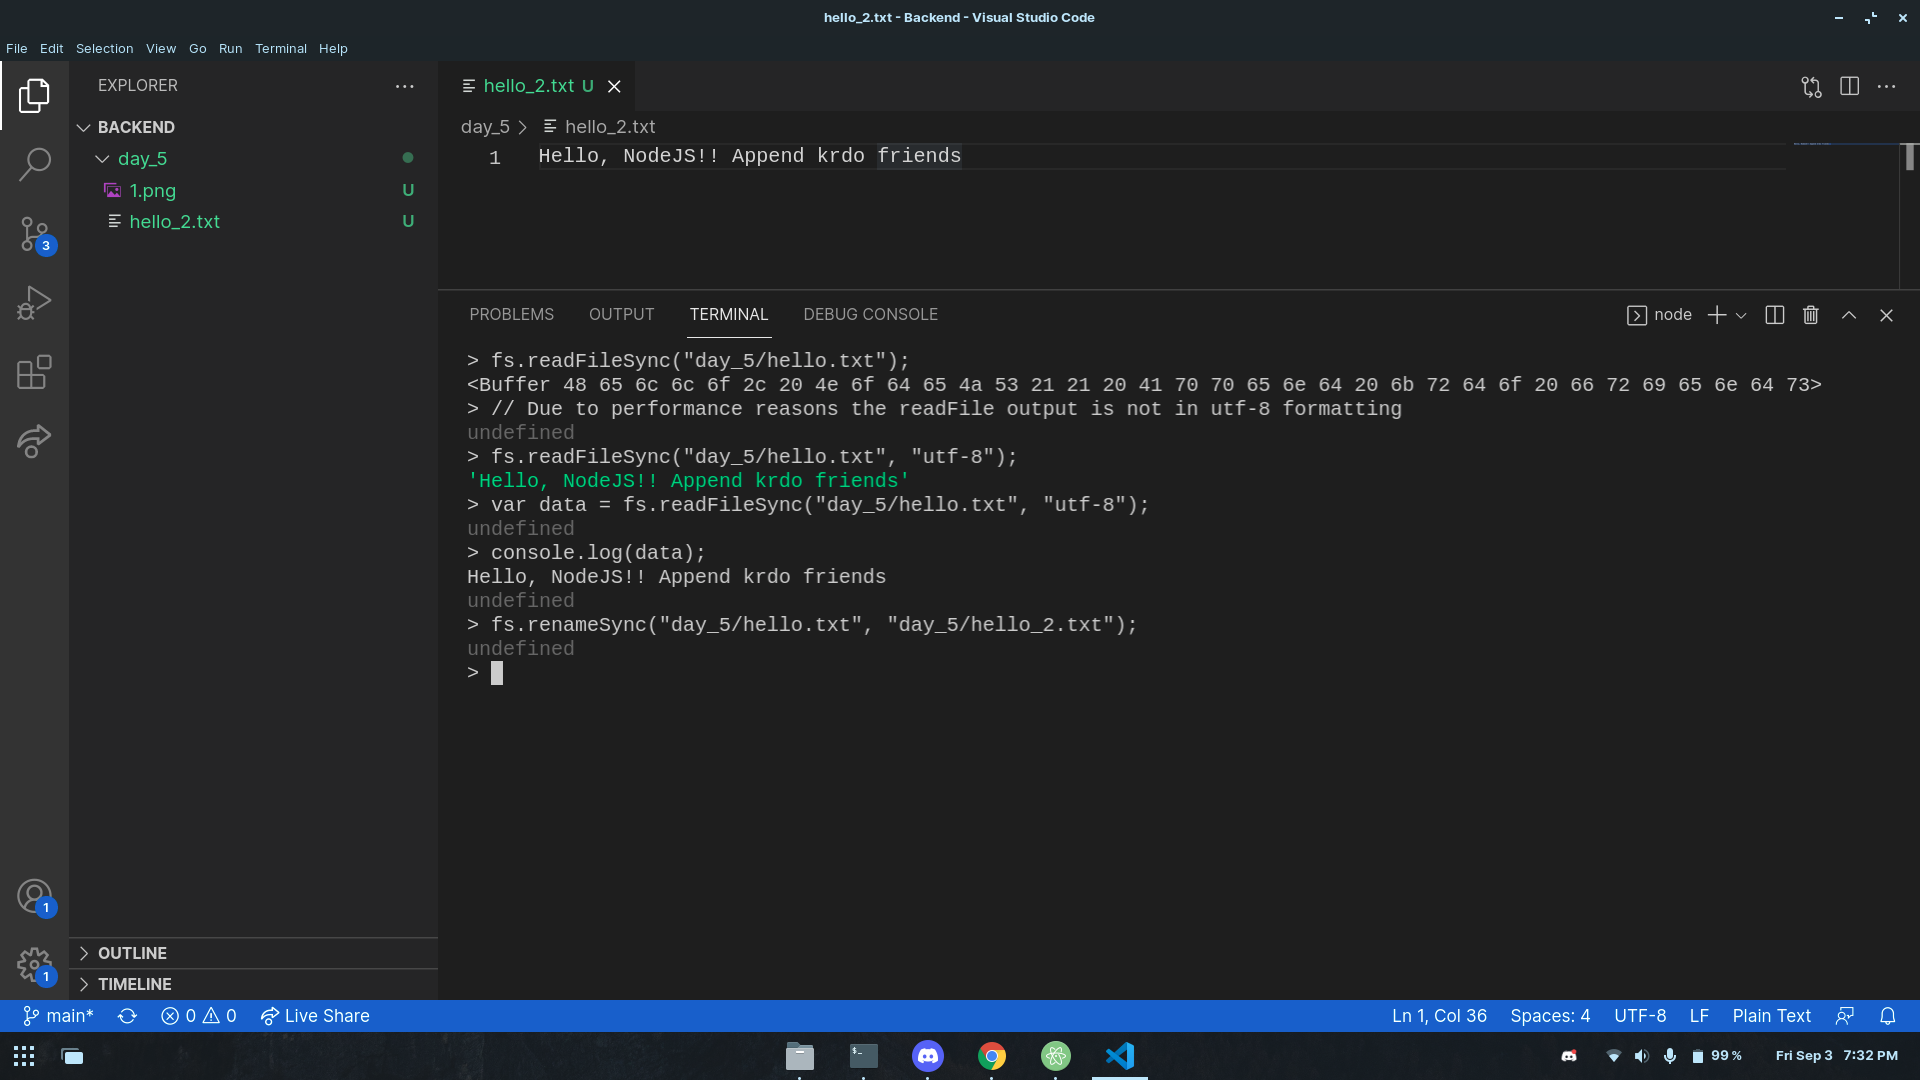 hello_2.txt - Backend - Visual Studio Code
File Edit Selection View Go Run Terminal Help
EXPLORER
BACKEND
day_5
1.png U
hello_2.txt U
3
1
1
OUTLINE
TIMELINE
hello_2.txt U
day_5 > hello_2.txt
1 Hello, NodeJS!! Append krdo friends
PROBLEMS OUTPUT TERMINAL DEBUG CONSOLE node
> fs.readFileSync("day_5/hello.txt");
<Buffer 48 65 6c 6c 6f 2c 20 4e 6f 64 65 4a 53 21 21 20 41 70 70 65 6e 64 20 6b 72 64 6f 20 66 72 69 65 6e 64 73>
> // Due to performance reasons the readFile output is not in utf-8 formatting
undefined
> fs.readFileSync("day_5/hello.txt", "utf-8");
'Hello, NodeJS!! Append krdo friends'
> var data = fs.readFileSync("day_5/hello.txt", "utf-8");
undefined
> console.log(data);
Hello, NodeJS!! Append krdo friends
undefined
> fs.renameSync("day_5/hello.txt", "day_5/hello_2.txt");
undefined
>
main* 0 0 Live Share Ln 1, Col 36 Spaces: 4 UTF-8 LF Plain Text
99% Fri Sep 3 7:32 PM